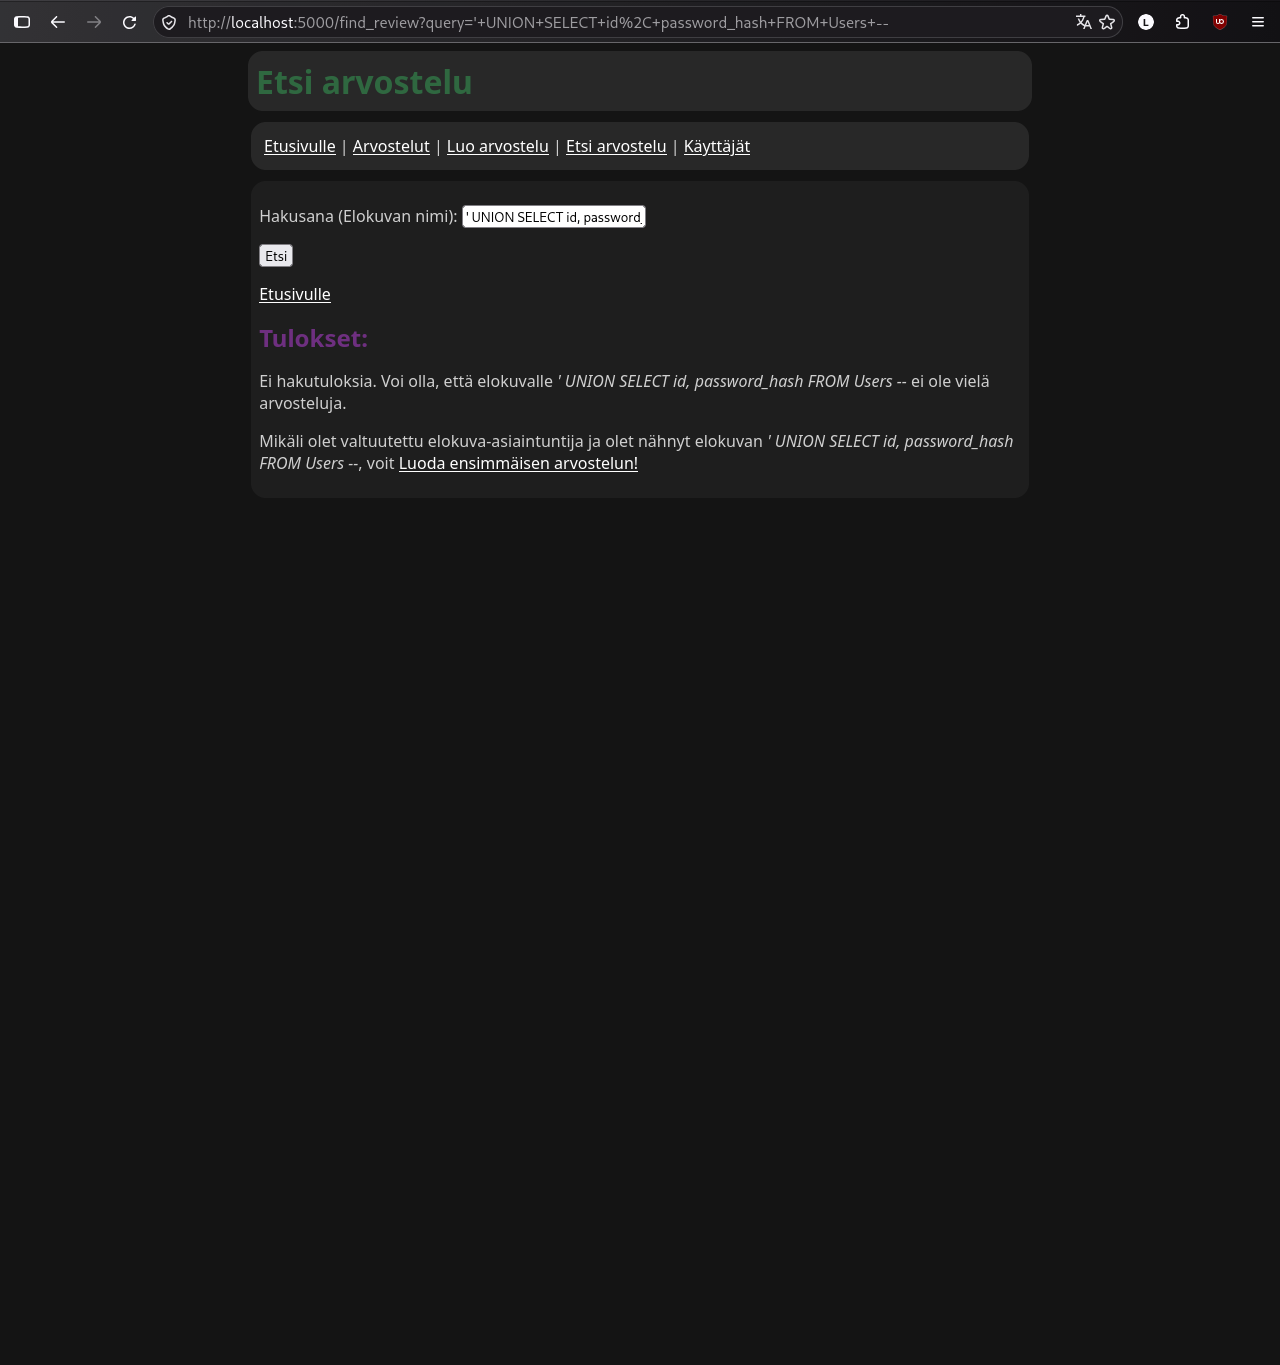 http://localhost:5000/find_review?query='+UNION+SELECT+id%2C+password_hash+FROM+Users+--
L
UD
Etsi arvostelu
Etusivulle | Arvostelut | Luo arvostelu | Etsi arvostelu | Käyttäjät
Hakusana (Elokuvan nimi): ' UNION SELECT id, password_
Etsi
Etusivulle
Tulokset:
Ei hakutuloksia. Voi olla, että elokuvalle ' UNION SELECT id, password_hash FROM Users -- ei ole vielä
arvosteluja.
Mikäli olet valtuutettu elokuva-asiaintuntija ja olet nähnyt elokuvan ' UNION SELECT id, password_hash
FROM Users --, voit Luoda ensimmäisen arvostelun!